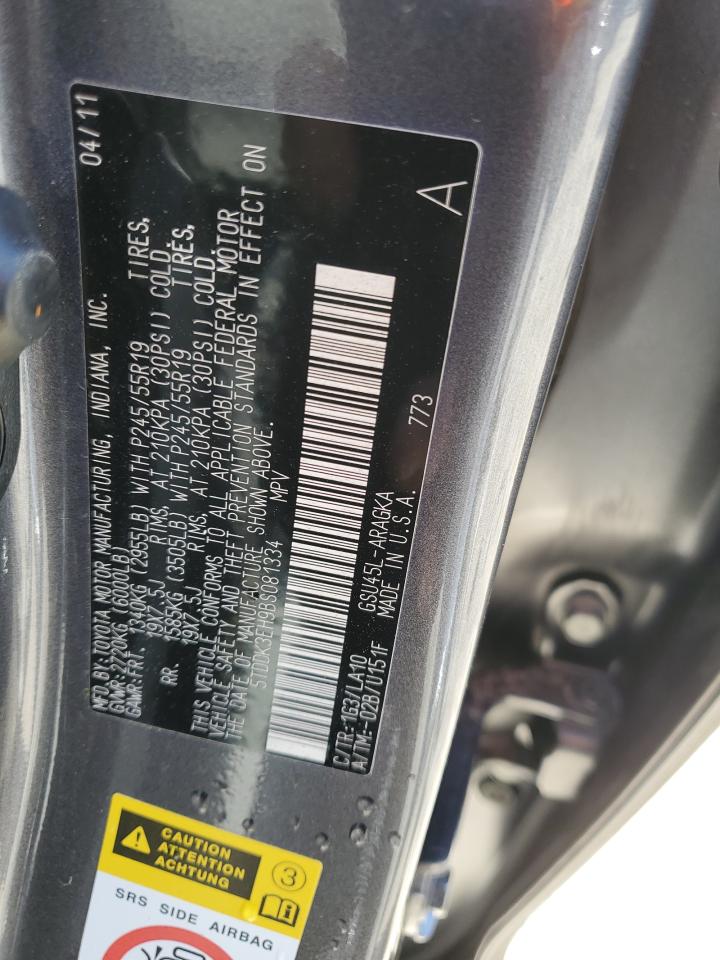 MFD.BY:TOYOTA MOTOR MANUFACTURING, INDIANA, INC. 04/11
GVWR:2720KG (6000LB)
GAWR:FRT. 1340KG (2955LB) WITH P245/55R19 TIRES,
19X7.5J RIMS, AT 210KPA (30PSI) COLD.
RR. 1585KG (3505LB) WITH P245/55R19 TIRES,
19X7.5J RIMS, AT 210KPA (30PSI) COLD.
THIS VEHICLE CONFORMS TO ALL APPLICABLE FEDERAL MOTOR
VEHICLE SAFETY AND THEFT PREVENTION STANDARDS IN EFFECT ON
THE DATE OF MANUFACTURE SHOWN ABOVE.
5TDDK3EH9BS081334 MPV
C/TR:1G3/LA10 GSU45L-ARAGKA
A/TM:-02B/U151F MADE IN U.S.A. 773 A
CAUTION
ATTENTION
ACHTUNG
3
SRS SIDE AIRBAG